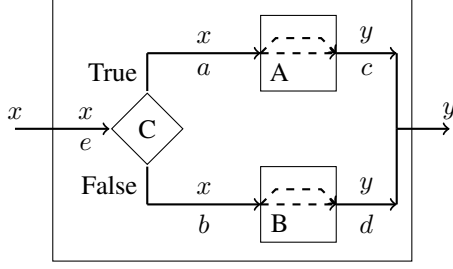 x y
a A c
True
x x C y
e
False
x y
b B d